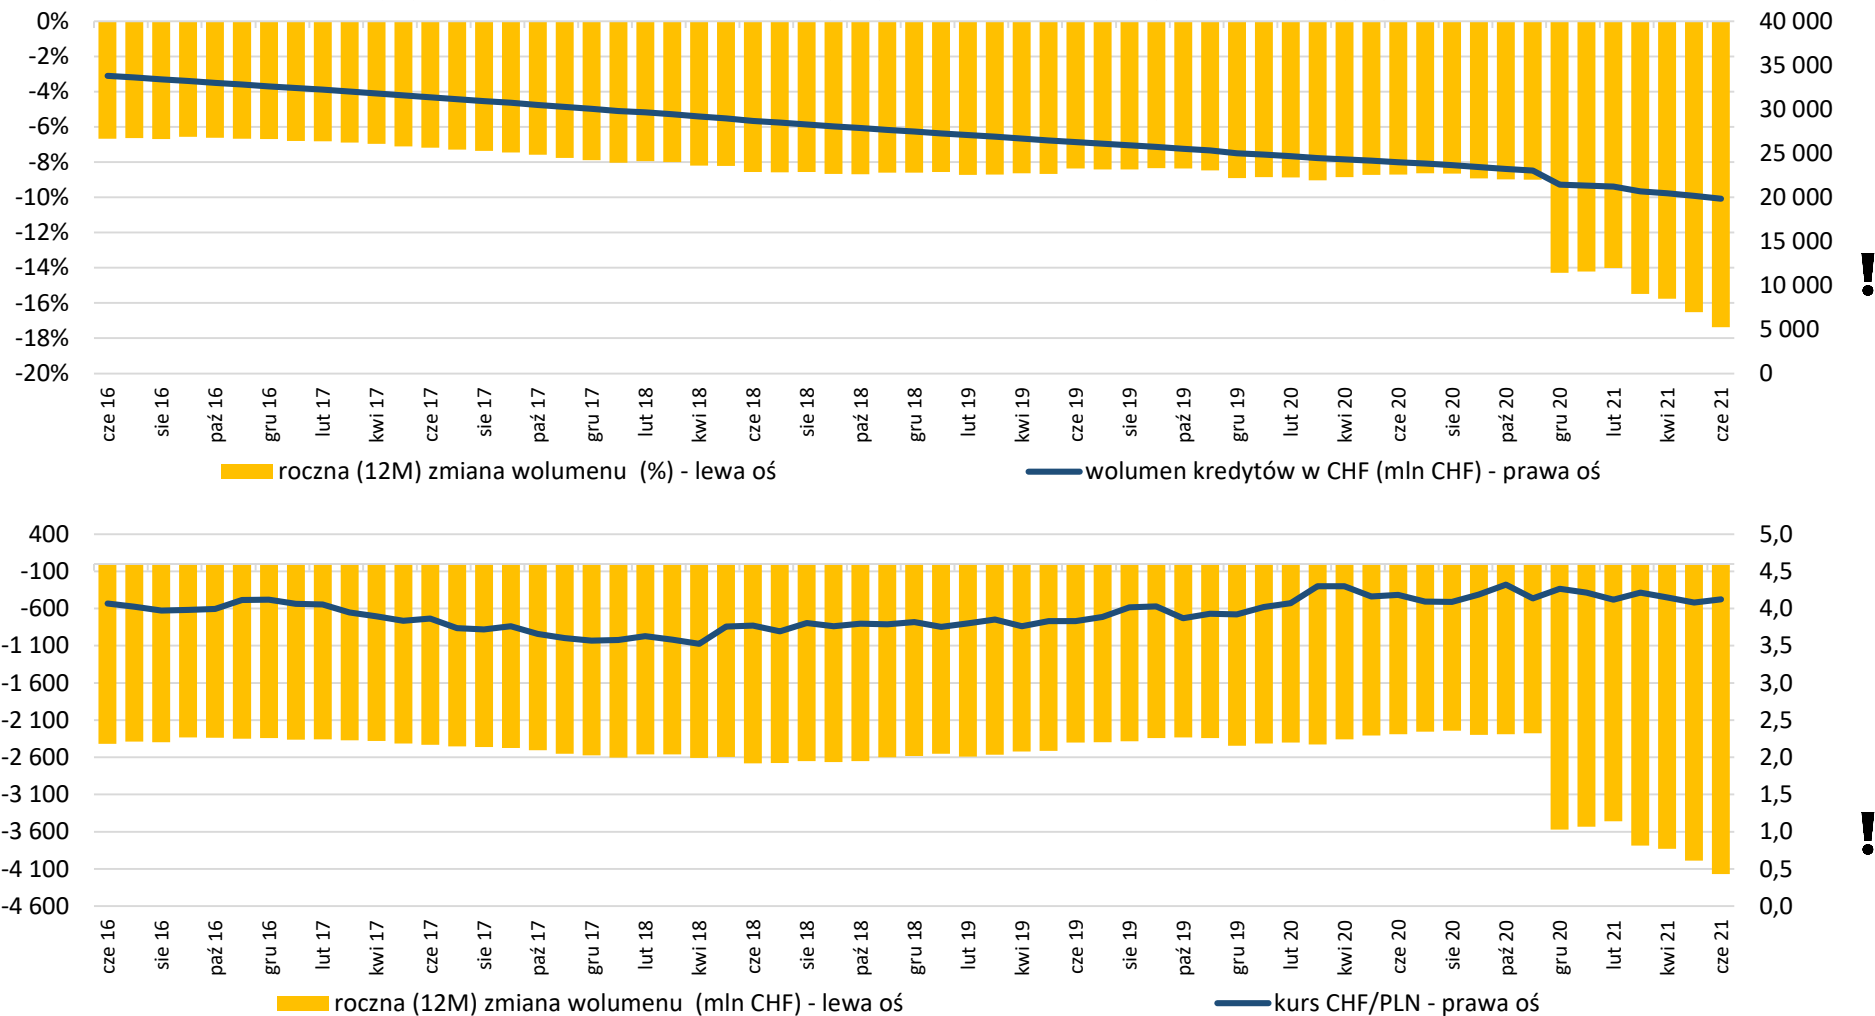 0%
-2%
-4%
-6%
-8%
-10%
-12%
-14%
-16%
-18%
-20%
40 000
35 000
30 000
25 000
20 000
15 000
10 000
5 000
0
!
cze 16
sie 16
paź 16
gru 16
lut 17
kwi 17
cze 17
sie 17
paź 17
gru 17
lut 18
kwi 18
cze 18
sie 18
paź 18
gru 18
lut 19
kwi 19
cze 19
sie 19
paź 19
gru 19
lut 20
kwi 20
cze 20
sie 20
paź 20
gru 20
lut 21
kwi 21
cze 21
roczna (12M) zmiana wolumenu (%) - lewa oś
wolumen kredytów w CHF (mln CHF) - prawa oś
400
-100
-600
-1 100
-1 600
-2 100
-2 600
-3 100
-3 600
-4 100
-4 600
5,0
4,5
4,0
3,5
3,0
2,5
2,0
1,5
1,0
0,5
0,0
!
cze 16
sie 16
paź 16
gru 16
lut 17
kwi 17
cze 17
sie 17
paź 17
gru 17
lut 18
kwi 18
cze 18
sie 18
paź 18
gru 18
lut 19
kwi 19
cze 19
sie 19
paź 19
gru 19
lut 20
kwi 20
cze 20
sie 20
paź 20
gru 20
lut 21
kwi 21
cze 21
roczna (12M) zmiana wolumenu (mln CHF) - lewa oś
kurs CHF/PLN - prawa oś